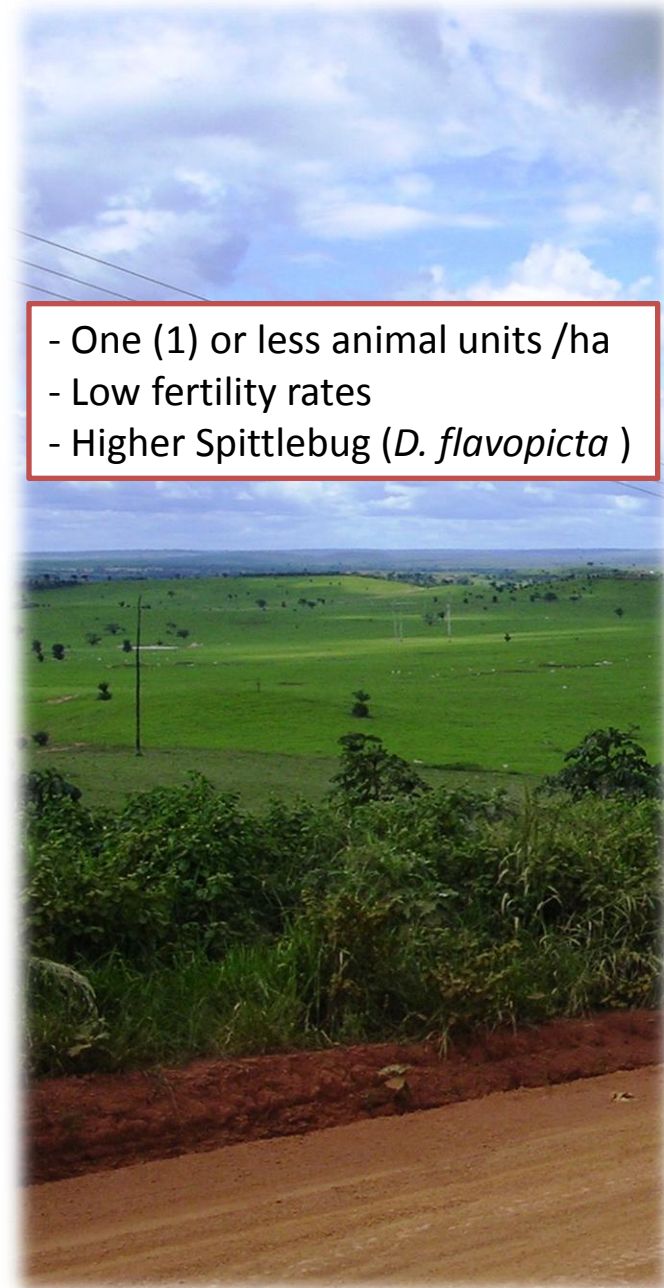 - One (1) or less animal units /ha
- Low fertility rates
- Higher Spittlebug (D. flavopicta )